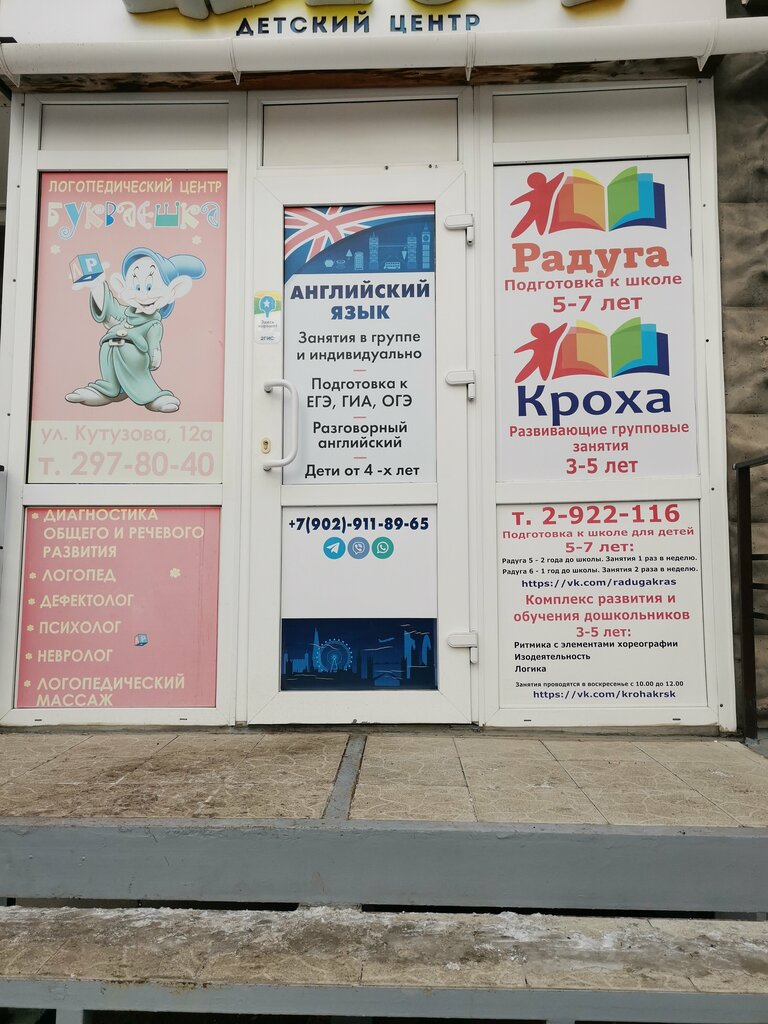 ДЕТСКИЙ ЦЕНТР
ЛОГОПЕДИЧЕСКИЙ ЦЕНТР
БУКВАЕШКА
Р
ул. Кутузова, 12а
т. 297-80-40
ДИАГНОСТИКА
ОБЩЕГО И РЕЧЕВОГО
РАЗВИТИЯ
ЛОГОПЕД
ДЕФЕКТОЛОГ
ПСИХОЛОГ
НЕВРОЛОГ
ЛОГОПЕДИЧЕСКИЙ
МАССАЖ
2ГИС
АНГЛИЙСКИЙ
ЯЗЫК
Занятия в группе
и индивидуально
Подготовка к
ЕГЭ, ГИА, ОГЭ
Разговорный
английский
Дети от 4 -х лет
+7(902)-911-89-65
Радуга
Подготовка к школе
5-7 лет
Кроха
Развивающие групповые
занятия
3-5 лет
т. 2-922-116
Подготовка к школе для детей
5-7 лет:
Радуга 5 - 2 года до школы. Занятия 1 раз в неделю.
Радуга 6 - 1 год до школы. Занятия 2 раза в неделю.
https://vk.com/radugakras
Комплекс развития и
обучения дошкольников
3-5 лет:
Ритмика с элементами хореографии
Изодеятельность
Логика
Занятия проводятся в воскресенье с 10.00 до 12.00
https://vk.com/krohakrsk